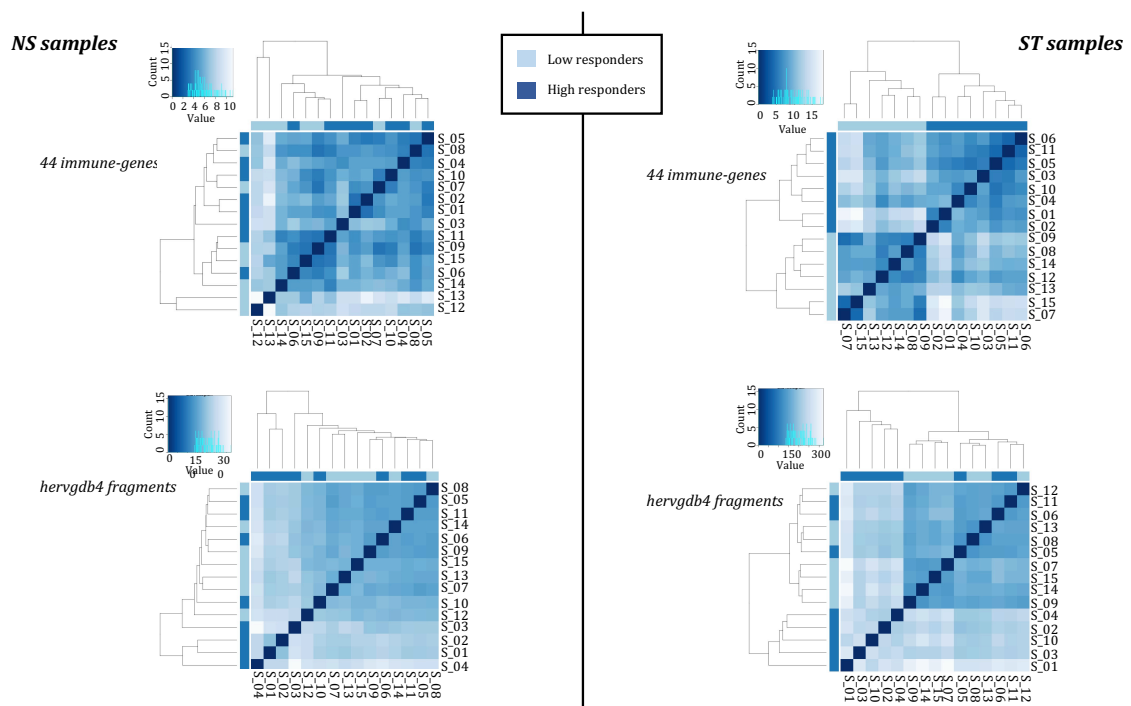 NS samples
ST samples
Low responders
High responders
Count
0 5 10 15
0 2 4 6 8 10
Value
44 immune-genes
S_05
S_08
S_04
S_10
S_07
S_02
S_01
S_03
S_11
S_09
S_15
S_06
S_14
S_13
S_12
S_12
S_13
S_14
S_06
S_15
S_09
S_11
S_03
S_01
S_02
S_07
S_10
S_04
S_08
S_05
Count
0 5 10 15
0 5 10 15
Value
44 immune-genes
S_06
S_11
S_05
S_03
S_10
S_04
S_01
S_02
S_09
S_08
S_14
S_12
S_13
S_15
S_07
S_07
S_15
S_13
S_12
S_14
S_08
S_09
S_02
S_01
S_04
S_10
S_03
S_05
S_11
S_06
Count
0 5 10 15
0 15 30
Value
0 0
hervgdb4 fragments
S_08
S_05
S_11
S_14
S_06
S_09
S_15
S_13
S_07
S_10
S_12
S_03
S_02
S_01
S_04
S_04
S_01
S_02
S_03
S_12
S_10
S_07
S_13
S_15
S_09
S_06
S_14
S_11
S_05
S_08
Count
0 5 10 15
0 150 300
Value
hervgdb4 fragments
S_12
S_11
S_06
S_13
S_08
S_05
S_07
S_15
S_14
S_09
S_04
S_02
S_10
S_03
S_01
S_01
S_03
S_10
S_02
S_04
S_09
S_14
S_15
S_07
S_05
S_08
S_13
S_06
S_11
S_12